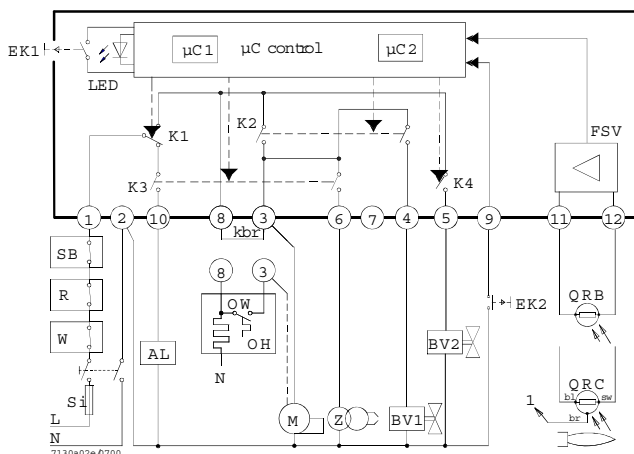 µC1
µC control
µC2
EK1
LED
FSV
K1
K2
K3
K4
1
2
10
8
3
6
7
4
5
9
11
12
kbr
SB
R
W
8
3
OW
OH
N
AL
EK2
QRB
BV2
QRC
bl
sw
br
1
Si
L
N
M
Z
BV1
7130a02e/0700